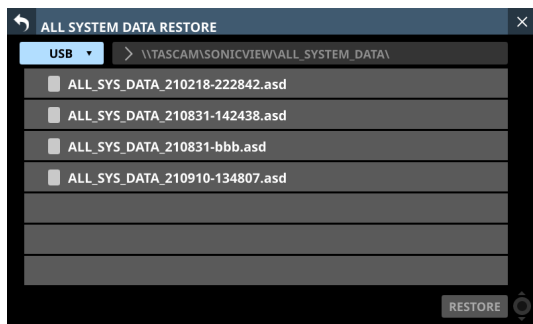 ALL SYSTEM DATA RESTORE
USB
\\TASCAM\SONICVIEW\ALL_SYSTEM_DATA\
ALL_SYS_DATA_210218-222842.asd
ALL_SYS_DATA_210831-142438.asd
ALL_SYS_DATA_210831-bbb.asd
ALL_SYS_DATA_210910-134807.asd
RESTORE